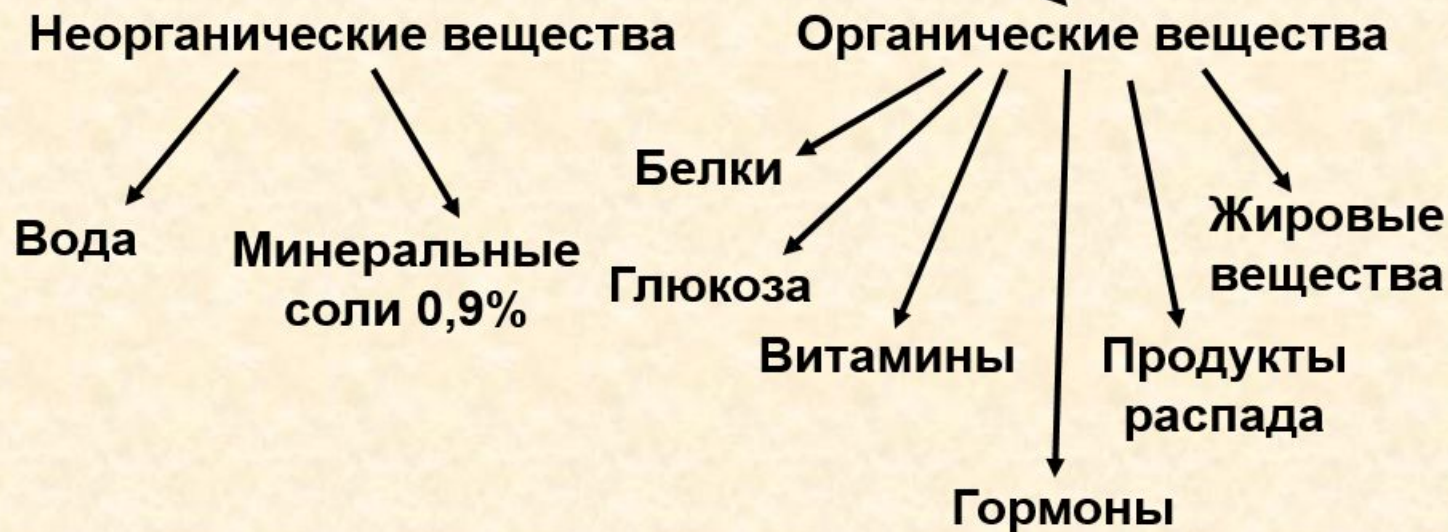 Неорганические вещества
Органические вещества
Белки
Вода
Минеральные
соли 0,9%
Глюкоза
Жировые
вещества
Витамины
Продукты
распада
Гормоны